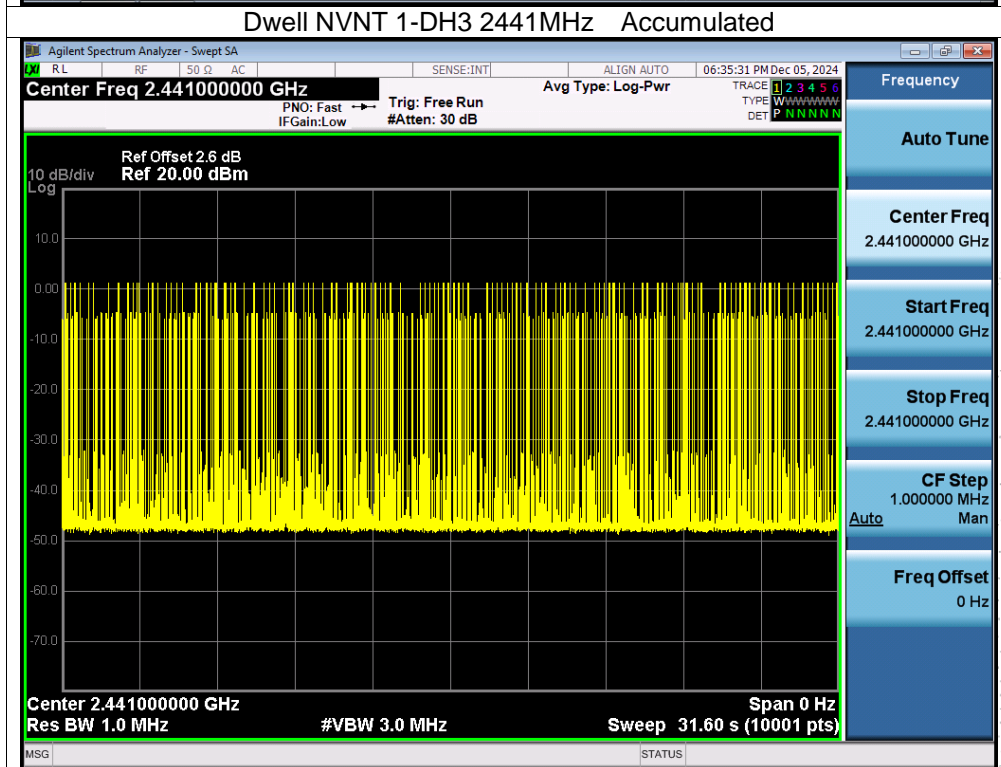 Dwell NVNT 1-DH3 2441MHz Accumulated
Agilent Spectrum Analyzer - Swept SA
LXI RL RF 50 Ω AC SENSE:INT ALIGN AUTO 06:35:31 PM Dec 05, 2024
Center Freq 2.441000000 GHz
PNO: Fast
IFGain:Low
Trig: Free Run
#Atten: 30 dB
Avg Type: Log-Pwr
TRACE 1 2 3 4 5 6
TYPE WWWWWWW
DET P N N N N N
Frequency
Auto Tune
Center Freq
2.441000000 GHz
Start Freq
2.441000000 GHz
Stop Freq
2.441000000 GHz
CF Step
1.000000 MHz
Auto Man
Freq Offset
0 Hz
Ref Offset 2.6 dB
10 dB/div Ref 20.00 dBm
Log
10.0
0.00
-10.0
-20.0
-30.0
-40.0
-50.0
-60.0
-70.0
Center 2.441000000 GHz Span 0 Hz
Res BW 1.0 MHz #VBW 3.0 MHz Sweep 31.60 s (10001 pts)
MSG STATUS